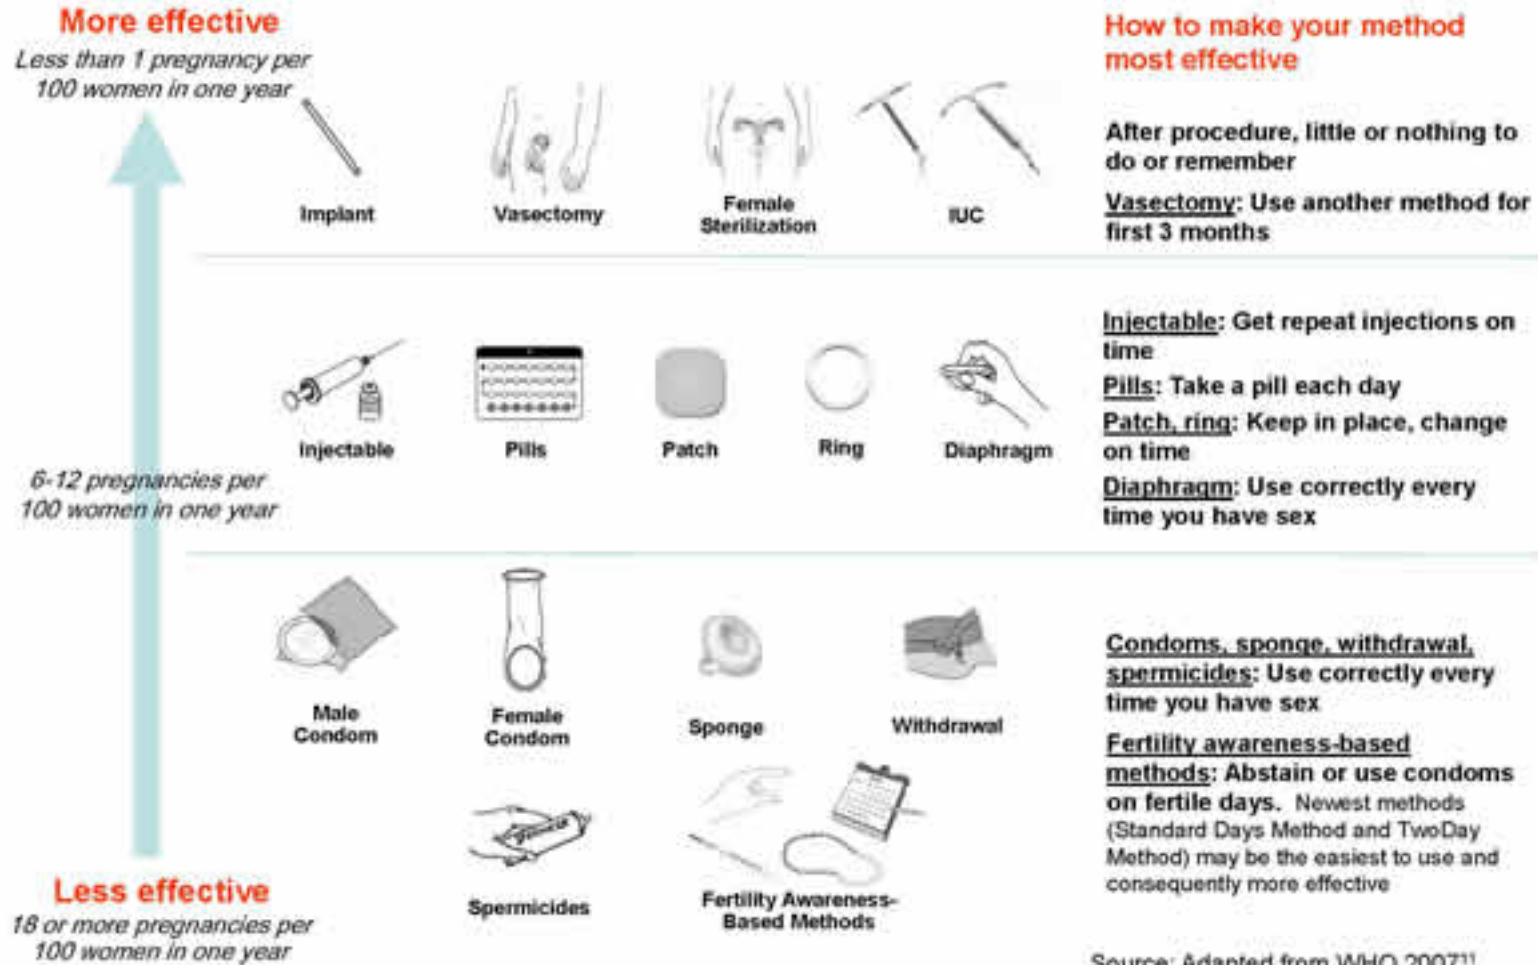 More effective
Less than 1 pregnancy per
100 women in one year
How to make your method
most effective
Implant
Vasectomy
Female
Sterilization
IUC
After procedure, little or nothing to
do or remember
Vasectomy: Use another method for
first 3 months
Injectable
Pills
Patch
Ring
Diaphragm
6-12 pregnancies per
100 women in one year
Injectable: Get repeat injections on
time
Pills: Take a pill each day
Patch, ring: Keep in place, change
on time
Diaphragm: Use correctly every
time you have sex
Male
Condom
Female
Condom
Sponge
Withdrawal
Spermicides
Fertility Awareness-
Based Methods
Condoms, sponge, withdrawal,
spermicides: Use correctly every
time you have sex
Fertility awareness-based
methods: Abstain or use condoms
on fertile days. Newest methods
(Standard Days Method and TwoDay
Method) may be the easiest to use and
consequently more effective
Less effective
18 or more pregnancies per
100 women in one year
Source: Adapted from WHO 2007¹¹